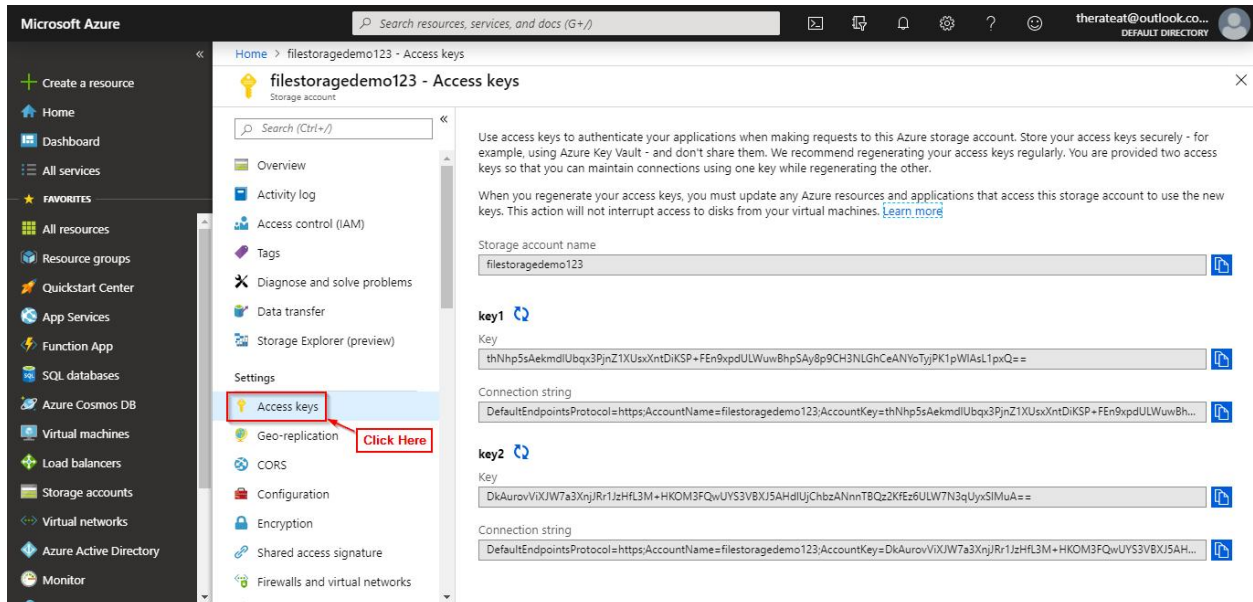 Microsoft Azure
Search resources, services, and docs (G+/)
therateat@outlook.co...
DEFAULT DIRECTORY
Create a resource
Home
Dashboard
All services
FAVORITES
All resources
Resource groups
Quickstart Center
App Services
Function App
SQL databases
Azure Cosmos DB
Virtual machines
Load balancers
Storage accounts
Virtual networks
Azure Active Directory
Monitor
Home > filestoragedemo123 - Access keys
filestoragedemo123 - Access keys
Storage account
Search (Ctrl+/)
Overview
Activity log
Access control (IAM)
Tags
Diagnose and solve problems
Data transfer
Storage Explorer (preview)
Settings
Access keys
Click Here
Geo-replication
CORS
Configuration
Encryption
Shared access signature
Firewalls and virtual networks
Use access keys to authenticate your applications when making requests to this Azure storage account. Store your access keys securely - for
example, using Azure Key Vault - and don't share them. We recommend regenerating your access keys regularly. You are provided two access
keys so that you can maintain connections using one key while regenerating the other.
When you regenerate your access keys, you must update any Azure resources and applications that access this storage account to use the new
keys. This action will not interrupt access to disks from your virtual machines. Learn more
Storage account name
filestoragedemo123
key1
Key
Connection string
DefaultEndpointsProtocol=https;AccountName=filestoragedemo123;AccountKey=
key2
Key
Connection string
DefaultEndpointsProtocol=https;AccountName=filestoragedemo123;AccountKey=